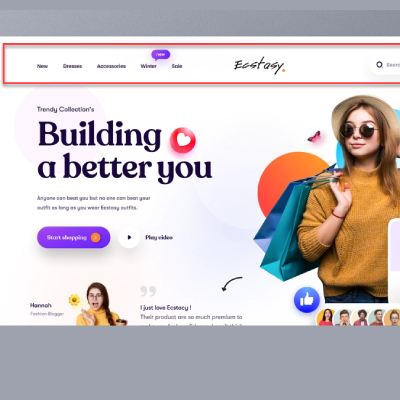 new
New Dresses Accessories Winter Sale
Ecstasy.
Trendy Collection's
Building
a better you
Anyone can beat you but no one can beat your
outfit as long as you wear Ecstasy outfits.
Start shopping
Play video
Hannah
Fashion Blogger
I just love Ecstasy !
Their product are so much premium to